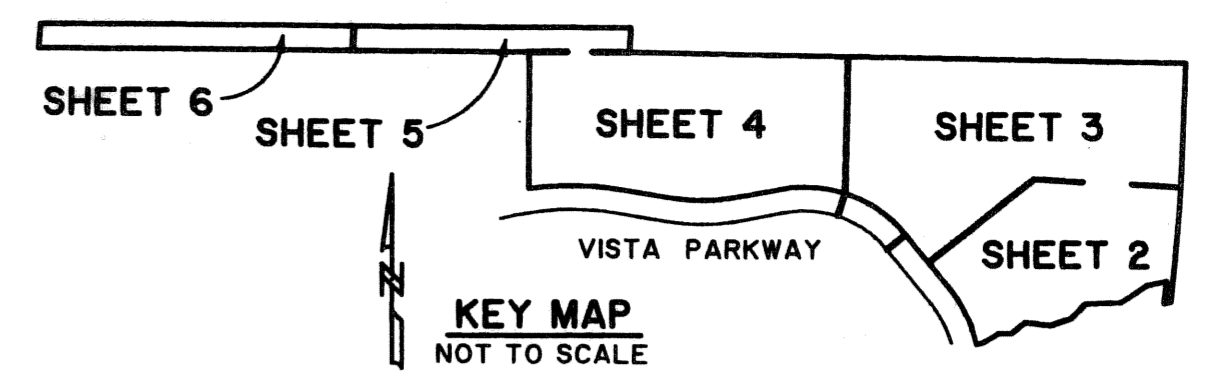 SHEET 6
SHEET 5
SHEET 4
SHEET 3
SHEET 2
VISTA PARKWAY
N
KEY MAP
NOT TO SCALE